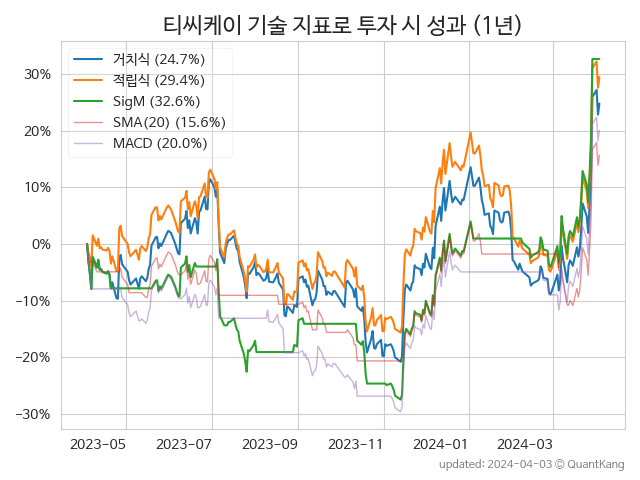 티씨케이 기술 지표로 투자 시 성과 (1년)
거치식 (24.7%)
적립식 (29.4%)
SigM (32.6%)
SMA(20) (15.6%)
MACD (20.0%)
30%
20%
10%
0%
−10%
−20%
−30%
2023-05 2023-07 2023-09 2023-11 2024-01 2024-03
updated: 2024-04-03 © QuantKang